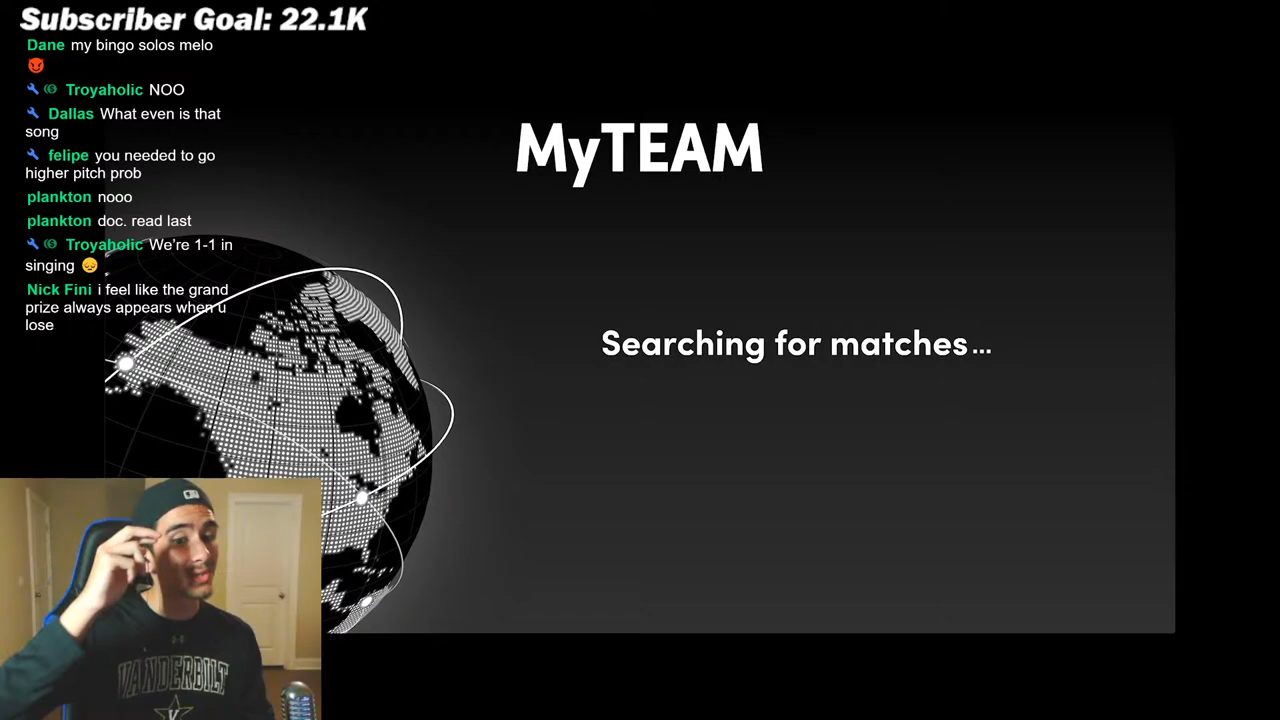 Subscriber Goal: 22.1K
Dane my bingo solos melo
Troyaholic NOO
Dallas What even is that
song
felipe you needed to go
higher pitch prob
plankton nooo
plankton doc. read last
Troyaholic We’re 1-1 in
singing
Nick Fini i feel like the grand
prize always appears when u
lose
MyTEAM
Searching for matches...
VANDERBILT
V